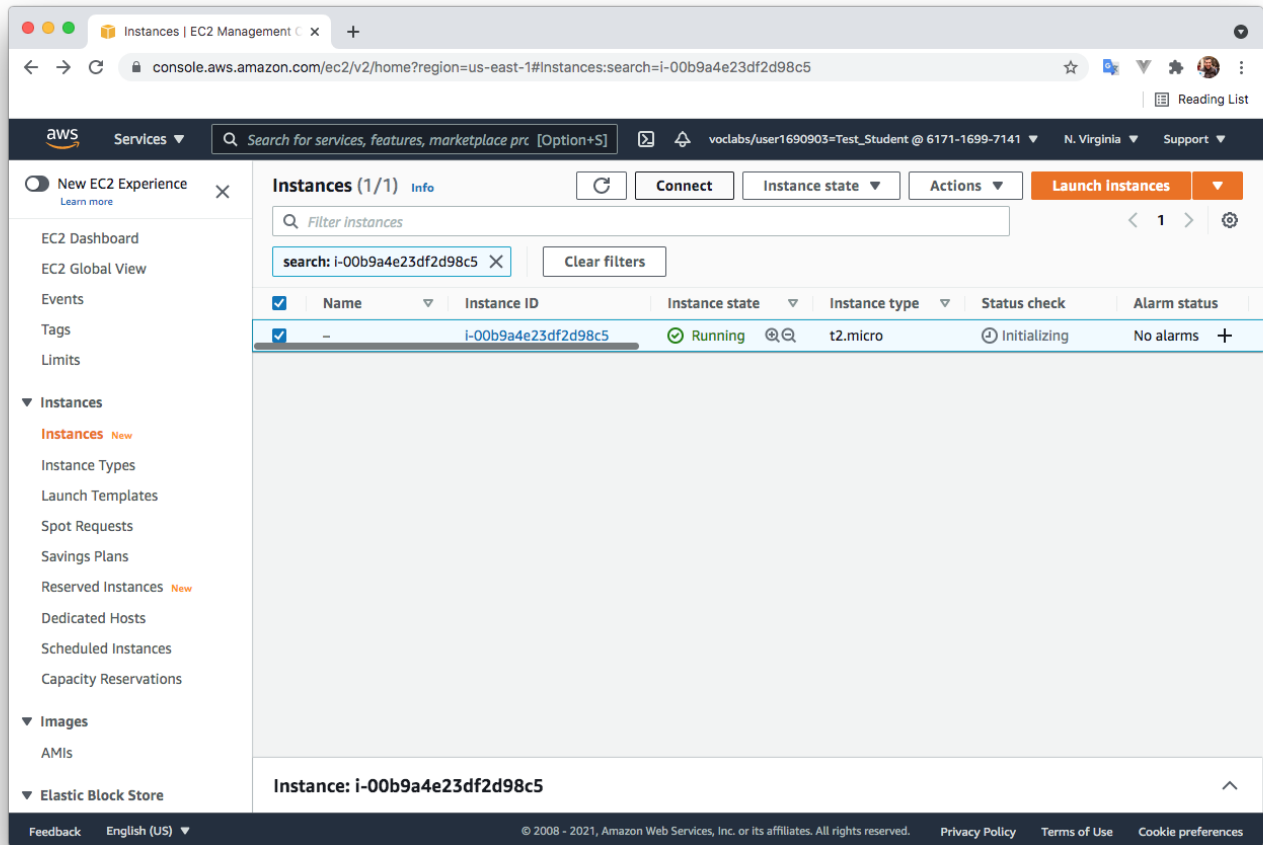 Instances | EC2 Management C
console.aws.amazon.com/ec2/v2/home?region=us-east-1#Instances:search=i-00b9a4e23df2d98c5
Reading List
aws Services Search for services, features, marketplace prc [Option+S] voclabs/user1690903=Test_Student @ 6171-1699-7141 N. Virginia Support
New EC2 Experience
Learn more
EC2 Dashboard
EC2 Global View
Events
Tags
Limits
Instances
Instances New
Instance Types
Launch Templates
Spot Requests
Savings Plans
Reserved Instances New
Dedicated Hosts
Scheduled Instances
Capacity Reservations
Images
AMIs
Elastic Block Store
Instances (1/1) Info Connect Instance state Actions Launch instances
Filter instances 1
search: i-00b9a4e23df2d98c5 Clear filters
Name Instance ID Instance state Instance type Status check Alarm status
– i-00b9a4e23df2d98c5 Running t2.micro Initializing No alarms +
Instance: i-00b9a4e23df2d98c5
Feedback English (US) © 2008 - 2021, Amazon Web Services, Inc. or its affiliates. All rights reserved. Privacy Policy Terms of Use Cookie preferences